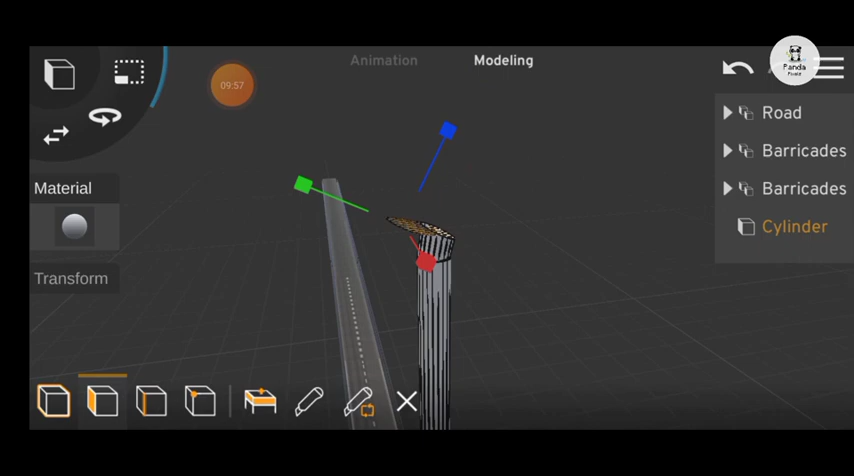 Animation
Modeling
09:57
Panda
Road
Barricades
Barricades
Cylinder
Material
Transform